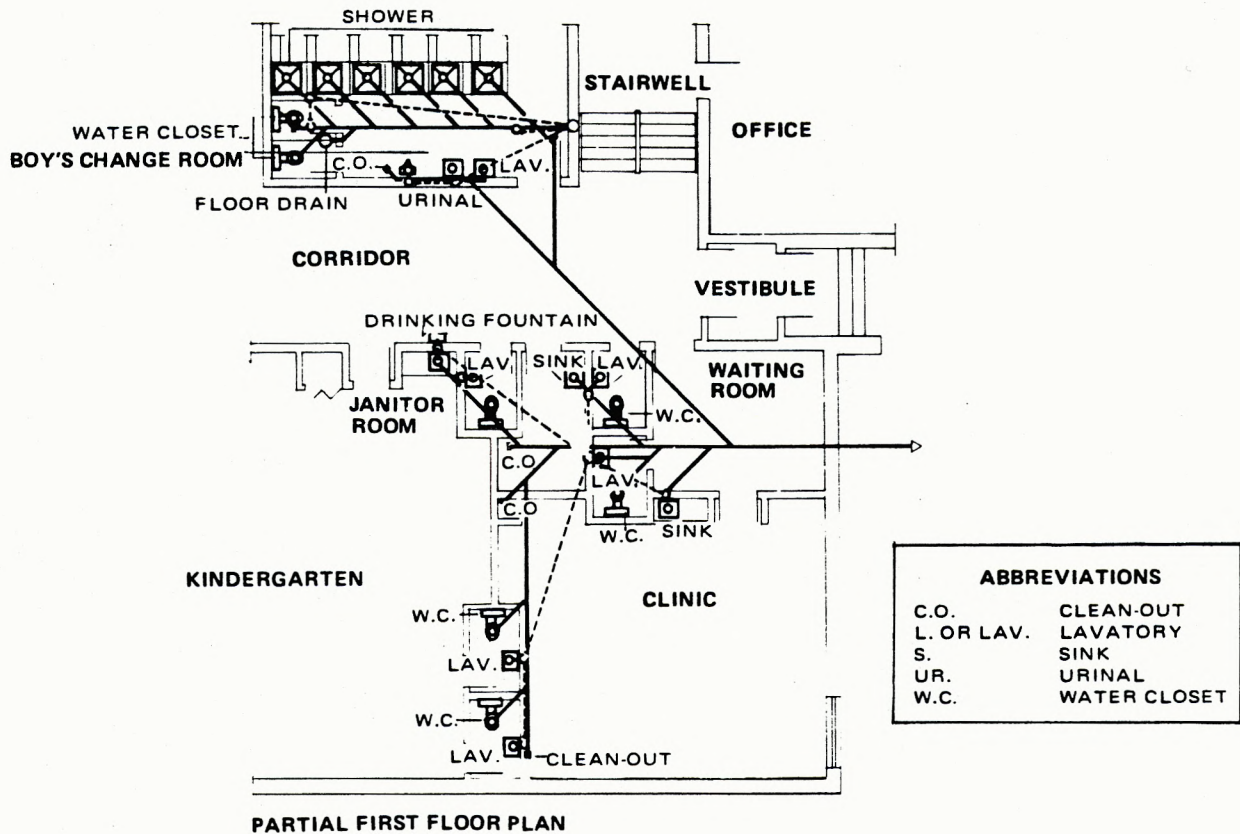 SHOWER
STAIRWELL
OFFICE
WATER CLOSET
BOY'S CHANGE ROOM
C.O.
LAV.
FLOOR DRAIN
URINAL
CORRIDOR
VESTIBULE
DRINKING FOUNTAIN
LAV.
SINK
LAV.
WAITING
ROOM
JANITOR
ROOM
W.C.
C.O
LAV.
C.O
W.C.
SINK
KINDERGARTEN
CLINIC
W.C.
LAV.
W.C.
LAV.
CLEAN-OUT
ABBREVIATIONS
C.O. CLEAN-OUT
L. OR LAV. LAVATORY
S. SINK
UR. URINAL
W.C. WATER CLOSET
PARTIAL FIRST FLOOR PLAN